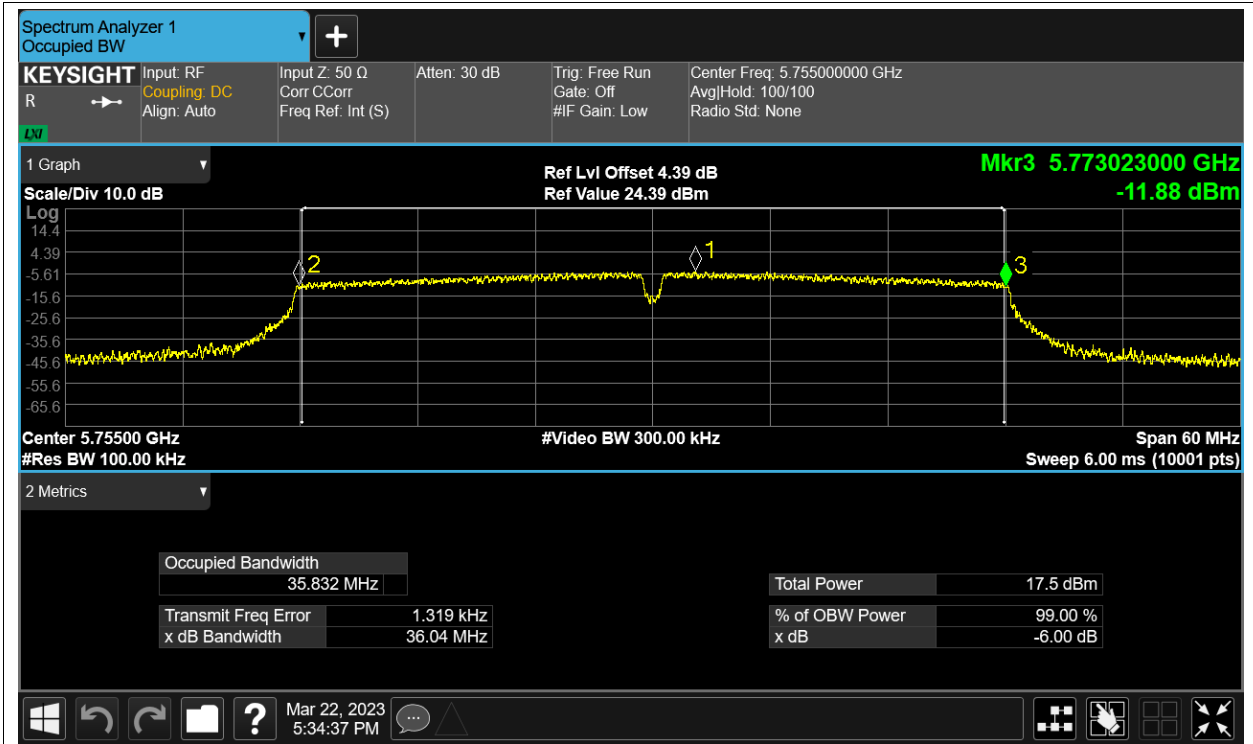 Spectrum Analyzer 1
Occupied BW
KEYSIGHT
R
LXI
Input: RF
Coupling: DC
Align: Auto
Input Z: 50 Ω
Corr CCorr
Freq Ref: Int (S)
Atten: 30 dB
Trig: Free Run
Gate: Off
#IF Gain: Low
Center Freq: 5.755000000 GHz
Avg|Hold: 100/100
Radio Std: None
1 Graph
Scale/Div 10.0 dB
Ref Lvl Offset 4.39 dB
Ref Value 24.39 dBm
Mkr3 5.773023000 GHz
-11.88 dBm
Log
14.4
4.39
-5.61
-15.6
-25.6
-35.6
-45.6
-55.6
-65.6
2
1
3
Center 5.75500 GHz
#Res BW 100.00 kHz
#Video BW 300.00 kHz
Span 60 MHz
Sweep 6.00 ms (10001 pts)
2 Metrics
Occupied Bandwidth
35.832 MHz
Transmit Freq Error 1.319 kHz
x dB Bandwidth 36.04 MHz
Total Power 17.5 dBm
% of OBW Power 99.00 %
x dB -6.00 dB
?
Mar 22, 2023
5:34:37 PM